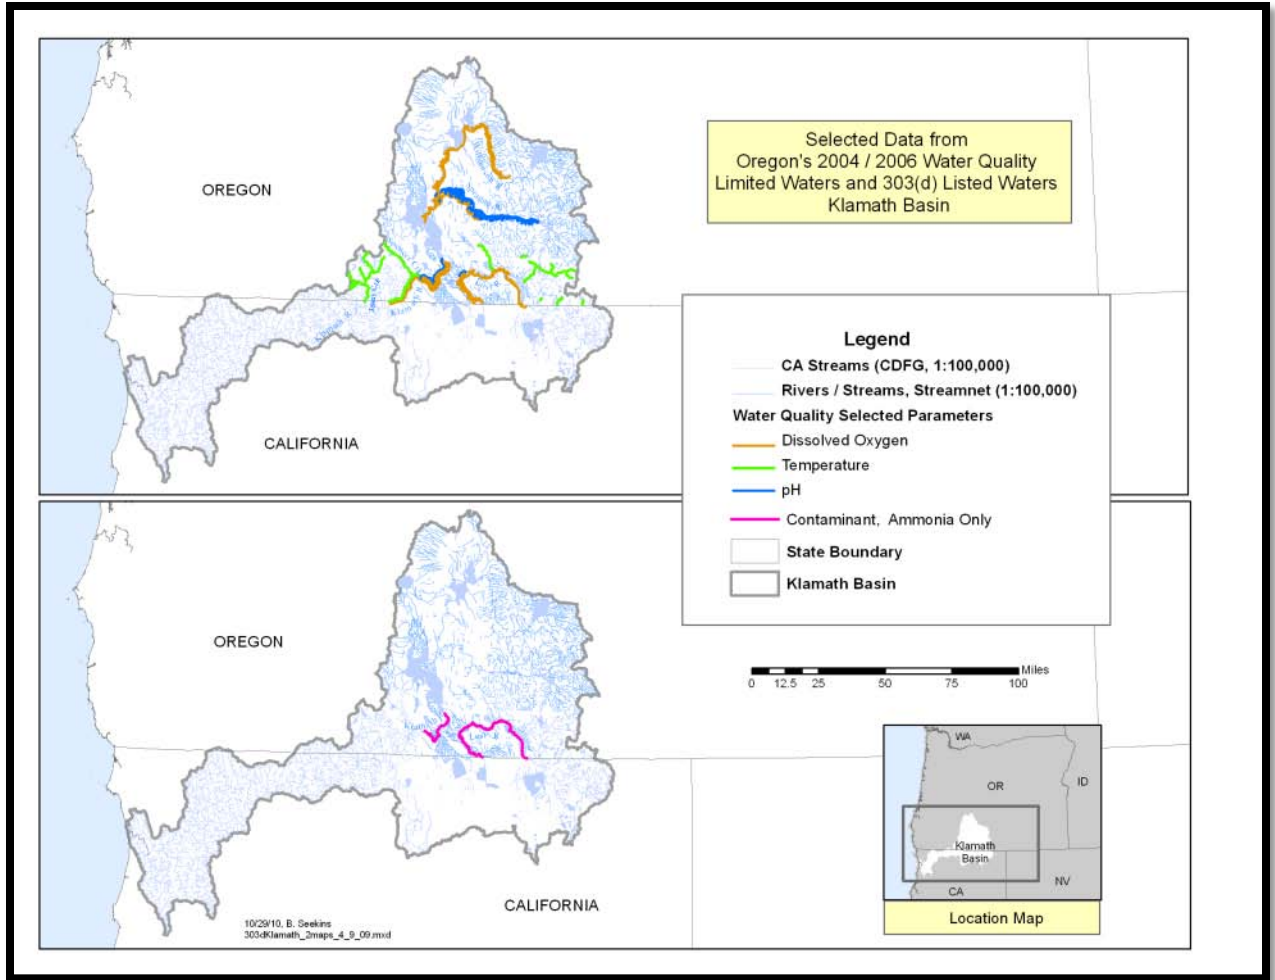 OREGON
CALIFORNIA
Selected Data from
Oregon's 2004 / 2006 Water Quality
Limited Waters and 303(d) Listed Waters
Klamath Basin
Legend
CA Streams (CDFG, 1:100,000)
Rivers / Streams, Streamnet (1:100,000)
Water Quality Selected Parameters
Dissolved Oxygen
Temperature
pH
Contaminant, Ammonia Only
State Boundary
Klamath Basin
OREGON
CALIFORNIA
Miles
0 12.5 25 50 75 100
WA
OR
ID
Klamath
Basin
CA
NV
Location Map
10/29/10, B. Seekins
303dKlamath_2maps_4_9_09.mxd